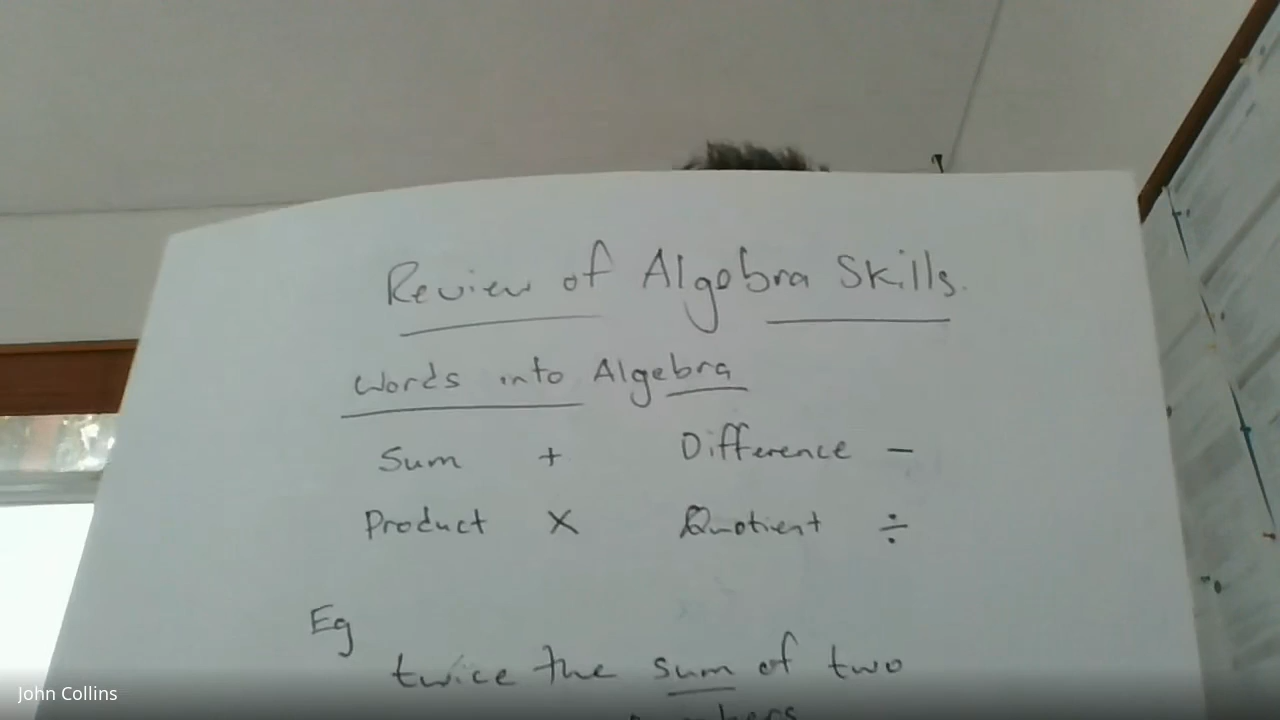 Review of Algebra Skills.
Words into Algebra
Sum + Difference −
Product × Quotient ÷
Eg
twice the sum of two
John Collins